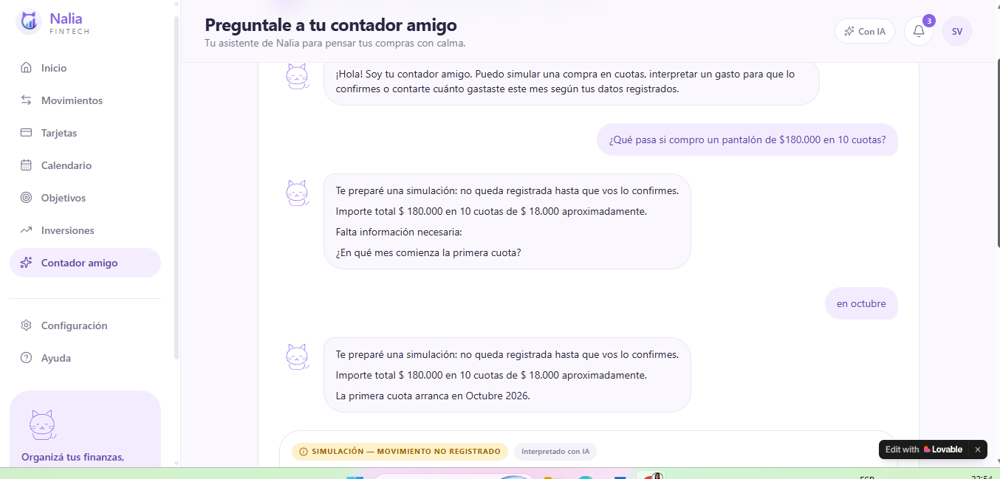 Nalia
FINTECH
Inicio
Movimientos
Tarjetas
Calendario
Objetivos
Inversiones
Contador amigo
Configuración
Ayuda
Organizá tus finanzas,
Preguntale a tu contador amigo
Tu asistente de Nalia para pensar tus compras con calma.
Con IA
3
SV
¡Hola! Soy tu contador amigo. Puedo simular una compra en cuotas, interpretar un gasto para que lo
confirmes o contarte cuánto gastaste este mes según tus datos registrados.
¿Qué pasa si compro un pantalón de $180.000 en 10 cuotas?
Te preparé una simulación: no queda registrada hasta que vos lo confirmes.
Importe total $ 180.000 en 10 cuotas de $ 18.000 aproximadamente.
Falta información necesaria:
¿En qué mes comienza la primera cuota?
en octubre
Te preparé una simulación: no queda registrada hasta que vos lo confirmes.
Importe total $ 180.000 en 10 cuotas de $ 18.000 aproximadamente.
La primera cuota arranca en Octubre 2026.
SIMULACIÓN — MOVIMIENTO NO REGISTRADO
Interpretado con IA
Edit with Lovable
ESP
22:54